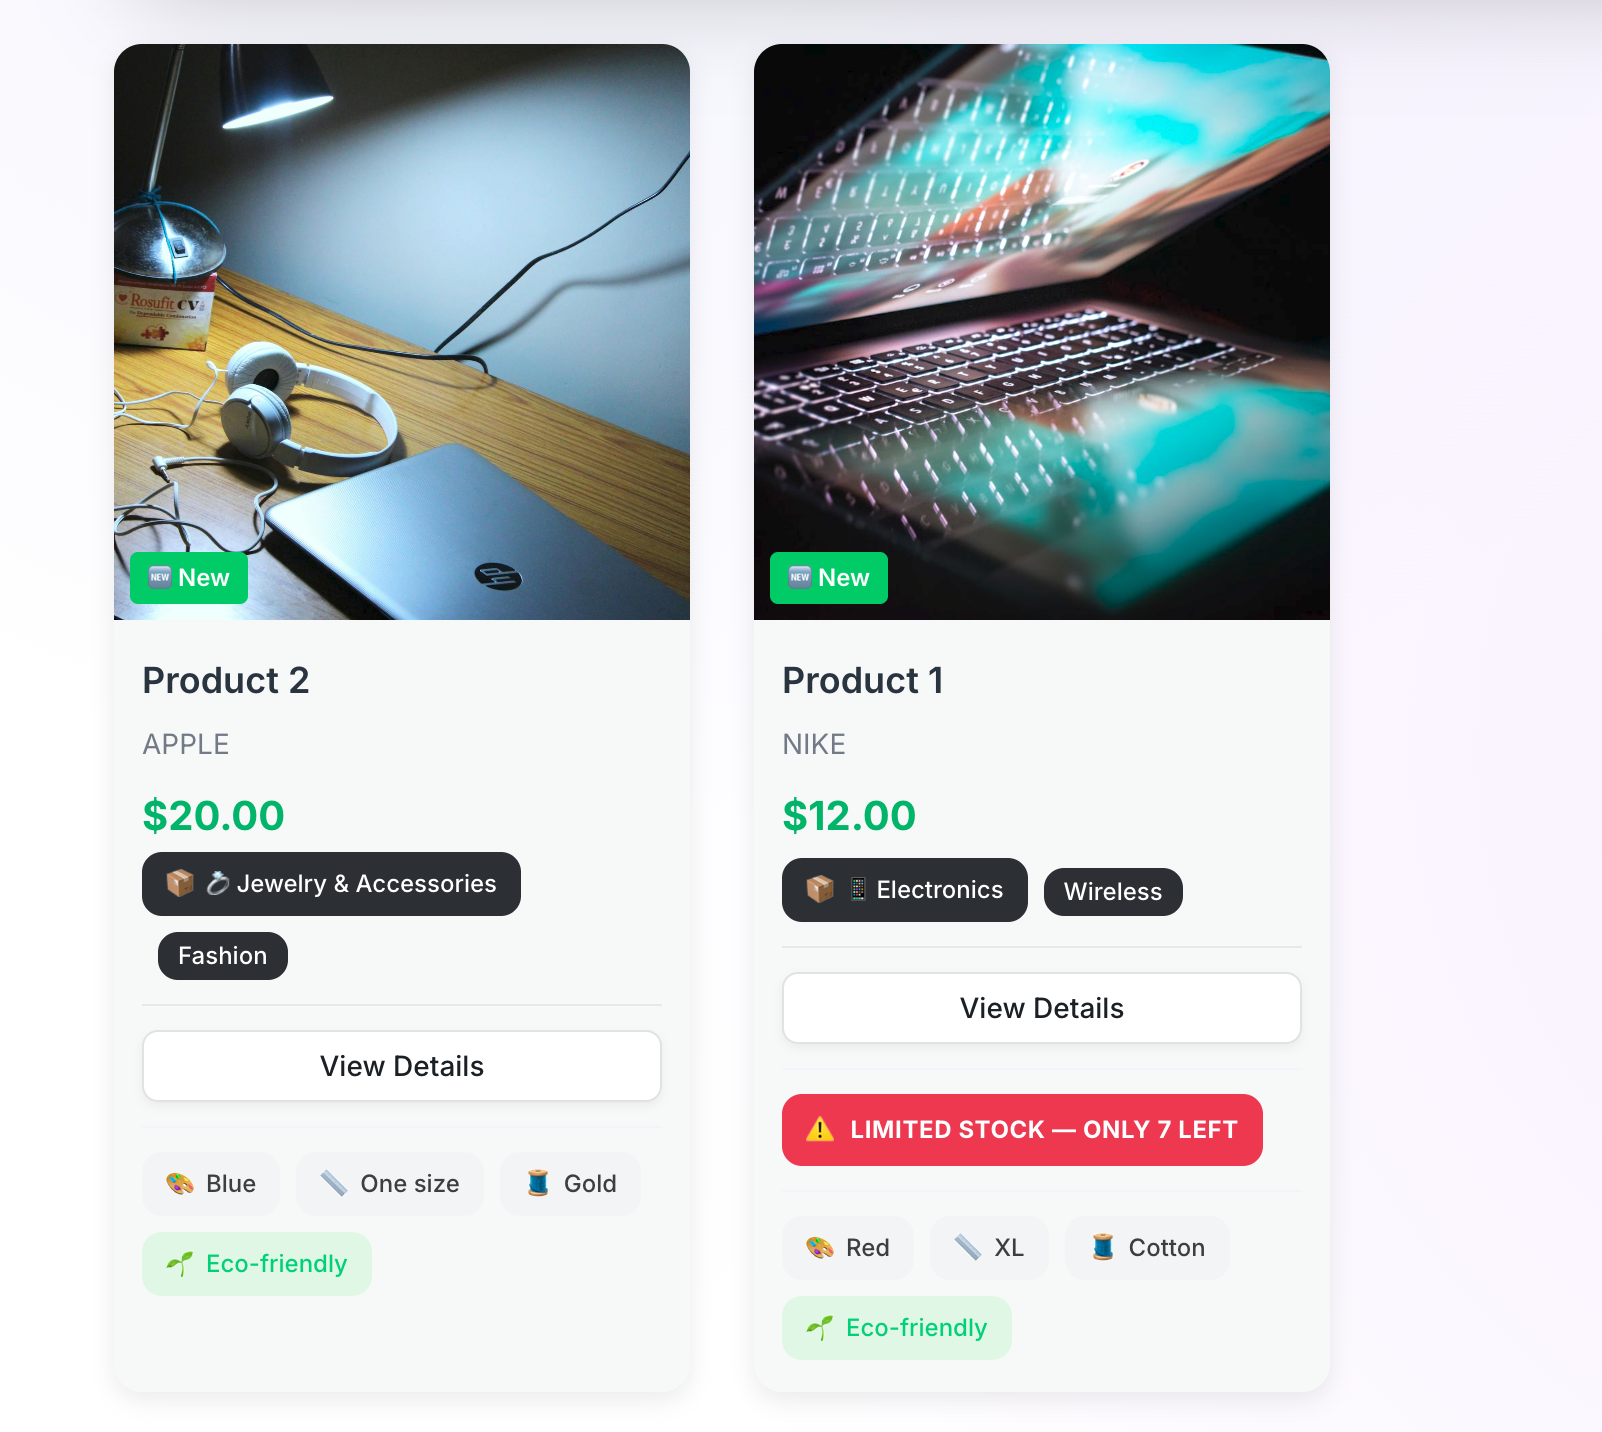 Rosufit CV
hp
🆕 New
Product 2
APPLE
$20.00
📦 💍 Jewelry & Accessories
Fashion
View Details
🎨 Blue
📏 One size
🧵 Gold
🌱 Eco-friendly
🆕 New
Product 1
NIKE
$12.00
📦 📱 Electronics
Wireless
View Details
⚠️ LIMITED STOCK — ONLY 7 LEFT
🎨 Red
📏 XL
🧵 Cotton
🌱 Eco-friendly